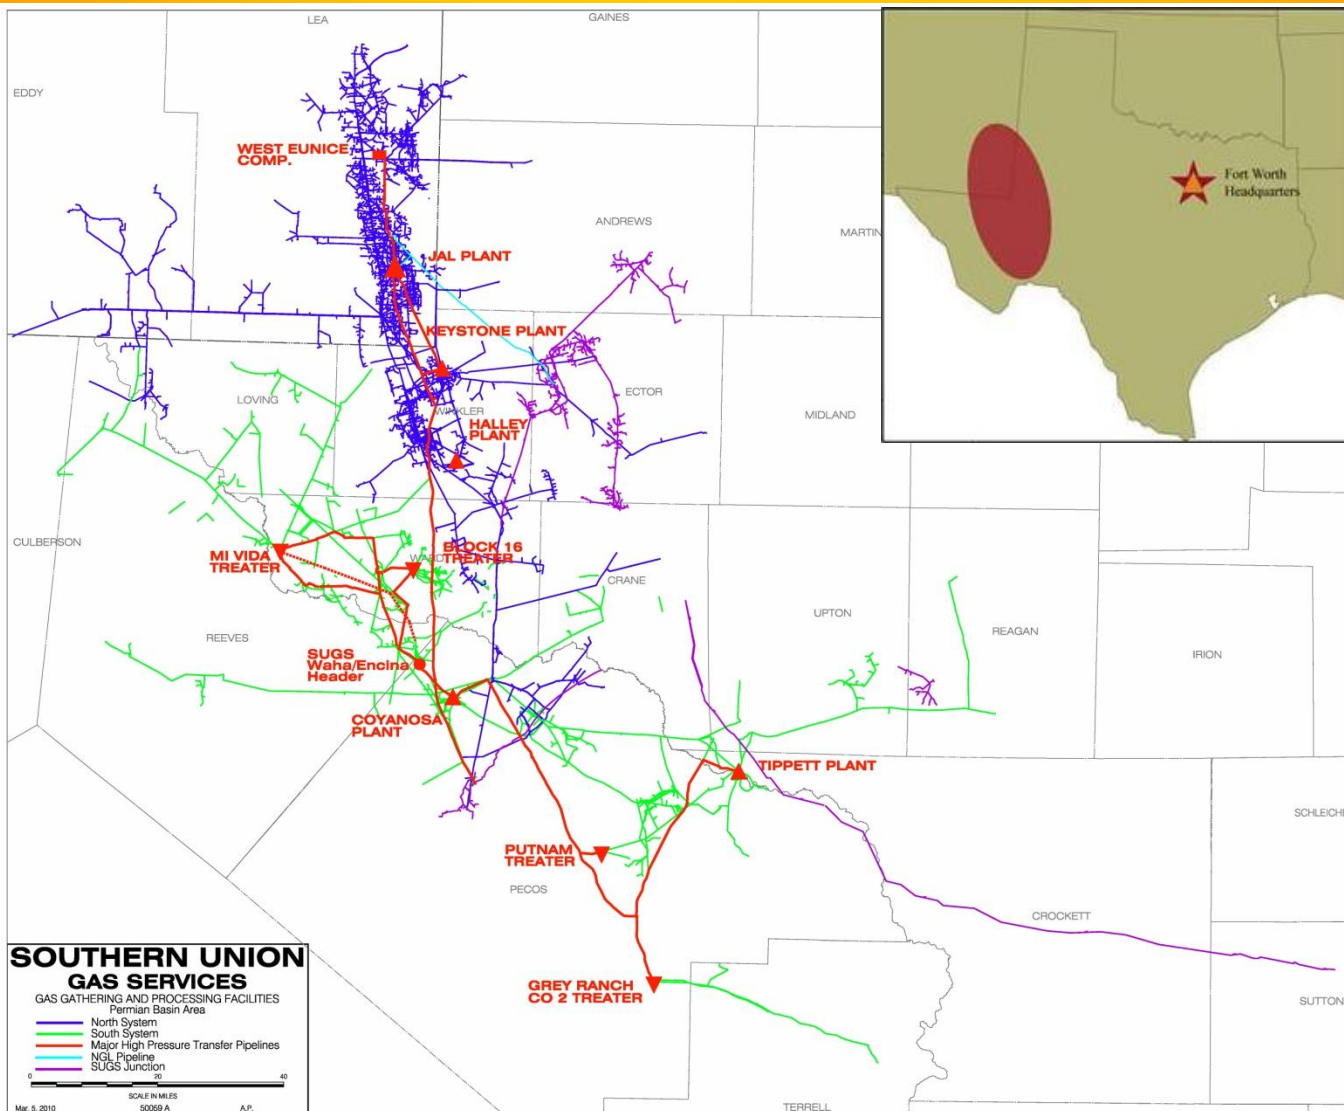 LEA
GAINES
EDDY
WEST EUNICE
COMP.
Fort Worth
Headquarters
ANDREWS
MARTIN
JAL PLANT
KEYSTONE PLANT
ECTOR
LOVING
WINKLER
MIDLAND
HALLEY
PLANT
CULBERSON
MI VIDA
TREATER
WARD
BLOCK 16
TREATER
CRANE
UPTON
REAGAN
REEVES
IRION
SUGS
Waha/Encina
Header
COYANOSA
PLANT
TIPPETT PLANT
SCHLEICH
PUTNAM
TREATER
PECOS
CROCKETT
GREY RANCH
CO 2 TREATER
SUTTON
TERRELL
SOUTHERN UNION
GAS SERVICES
GAS GATHERING AND PROCESSING FACILITIES
Permian Basin Area
North System
South System
Major High Pressure Transfer Pipelines
NGL Pipeline
SUGS Junction
0 20 40
SCALE IN MILES
Mar. 5, 2010 50059 A A.P.